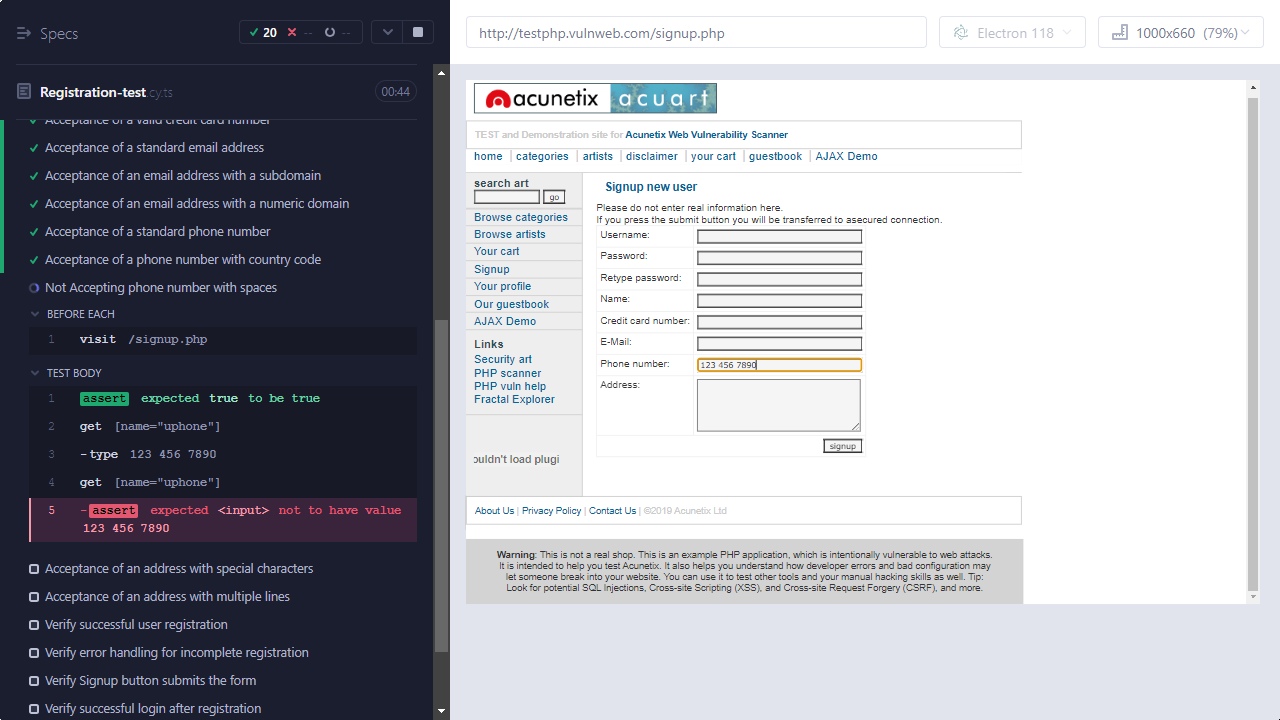 Specs
20
--
--
Registration-test.cy.ts
00:44
Acceptance of a valid credit card number
Acceptance of a standard email address
Acceptance of an email address with a subdomain
Acceptance of an email address with a numeric domain
Acceptance of a standard phone number
Acceptance of a phone number with country code
Not Accepting phone number with spaces
BEFORE EACH
1 visit /signup.php
TEST BODY
1 assert expected true to be true
2 get [name="uphone"]
3 -type 123 456 7890
4 get [name="uphone"]
5 -assert expected <input> not to have value
123 456 7890
Acceptance of an address with special characters
Acceptance of an address with multiple lines
Verify successful user registration
Verify error handling for incomplete registration
Verify Signup button submits the form
Verify successful login after registration
http://testphp.vulnweb.com/signup.php
Electron 118
1000x660 (79%)
acunetix acuart
TEST and Demonstration site for Acunetix Web Vulnerability Scanner
home | categories | artists | disclaimer | your cart | guestbook | AJAX Demo
search art
go
Browse categories
Browse artists
Your cart
Signup
Your profile
Our guestbook
AJAX Demo
Links
Security art
PHP scanner
PHP vuln help
Fractal Explorer
ouldn't load plugi
Signup new user
Please do not enter real information here.
If you press the submit button you will be transferred to asecured connection.
Username:
Password:
Retype password:
Name:
Credit card number:
E-Mail:
Phone number: 123 456 7890
Address:
signup
About Us | Privacy Policy | Contact Us | ©2019 Acunetix Ltd
Warning: This is not a real shop. This is an example PHP application, which is intentionally vulnerable to web attacks.
It is intended to help you test Acunetix. It also helps you understand how developer errors and bad configuration may
let someone break into your website. You can use it to test other tools and your manual hacking skills as well. Tip:
Look for potential SQL Injections, Cross-site Scripting (XSS), and Cross-site Request Forgery (CSRF), and more.